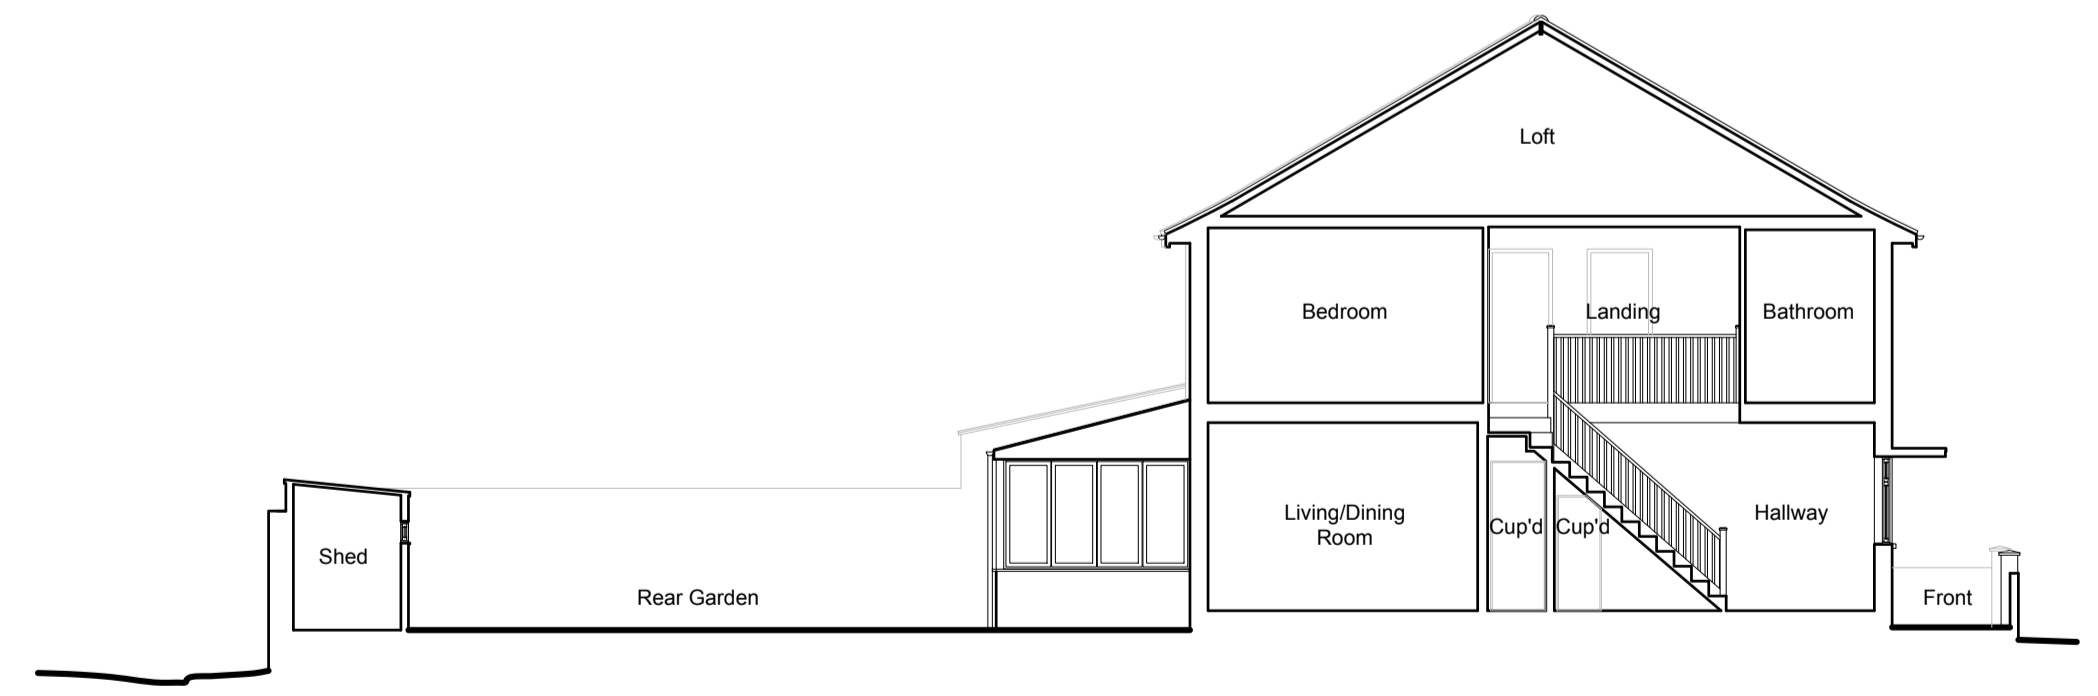 Loft
Bedroom
Landing
Bathroom
Living/Dining
Room
Cup'd
Cup'd
Hallway
Shed
Rear Garden
Front